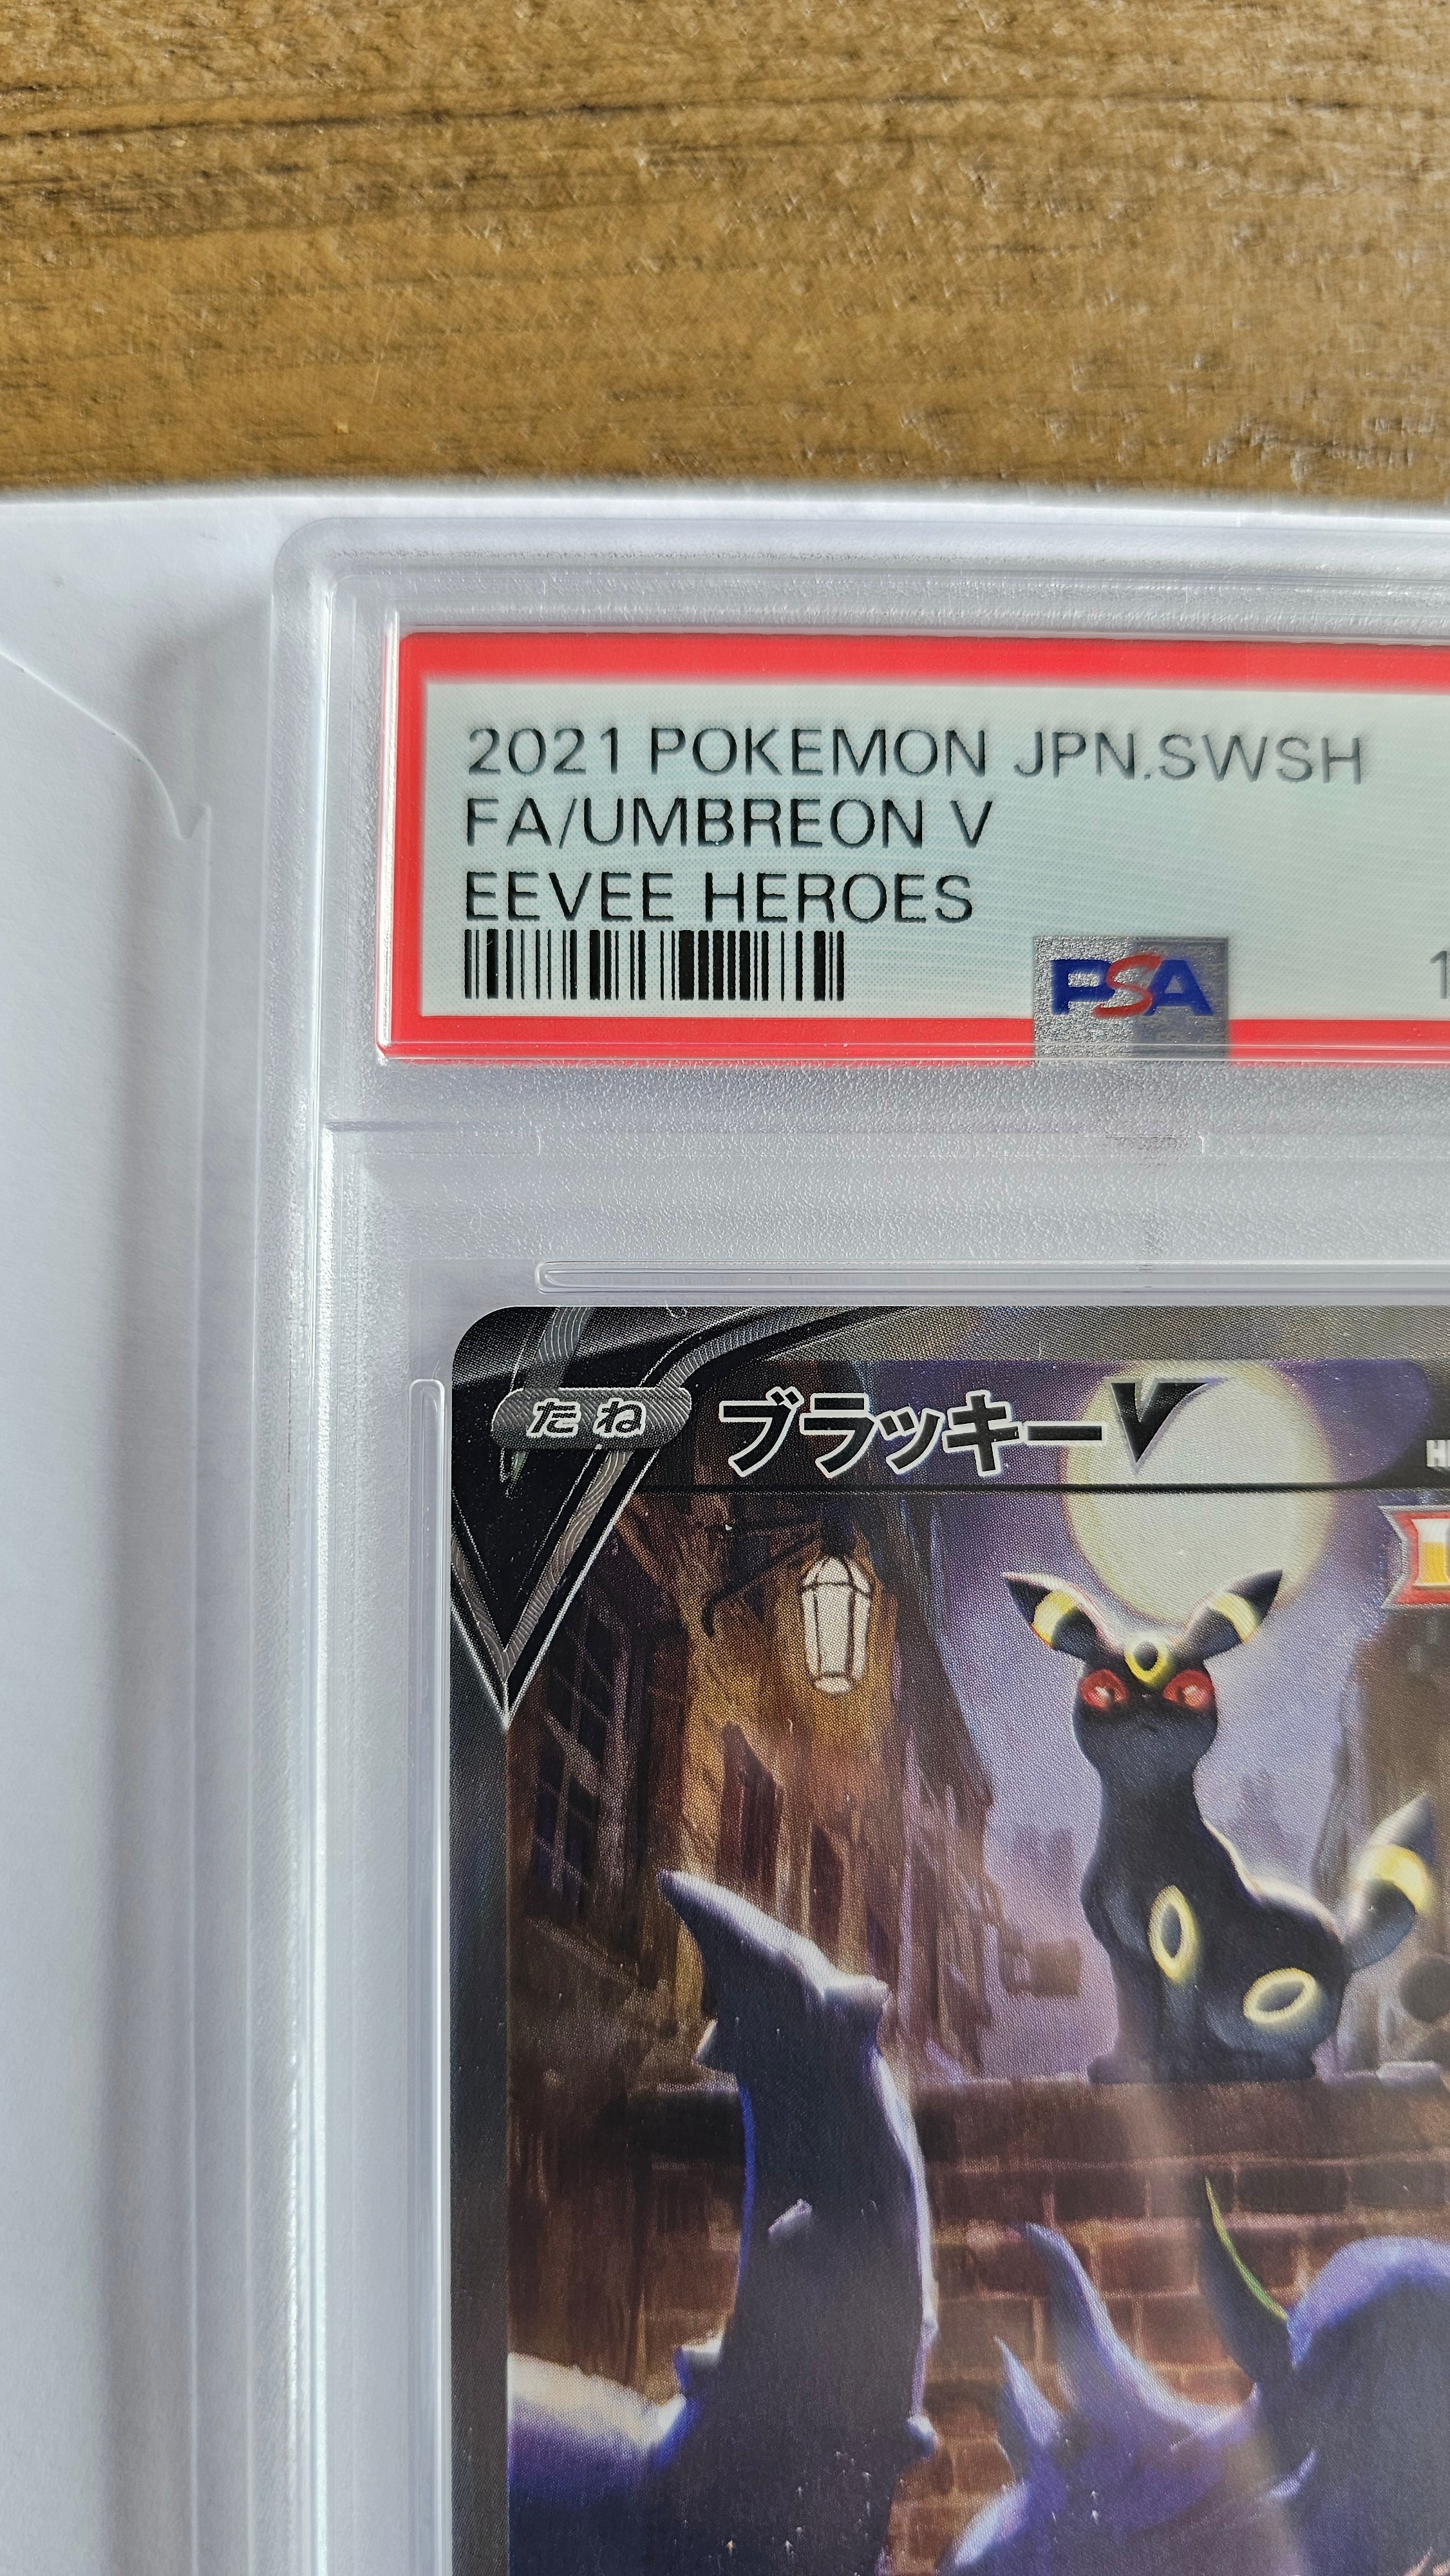 2021 POKEMON JPN.SWSH
FA/UMBREON V
EEVEE HEROES
PSA
たね ブラッキーV